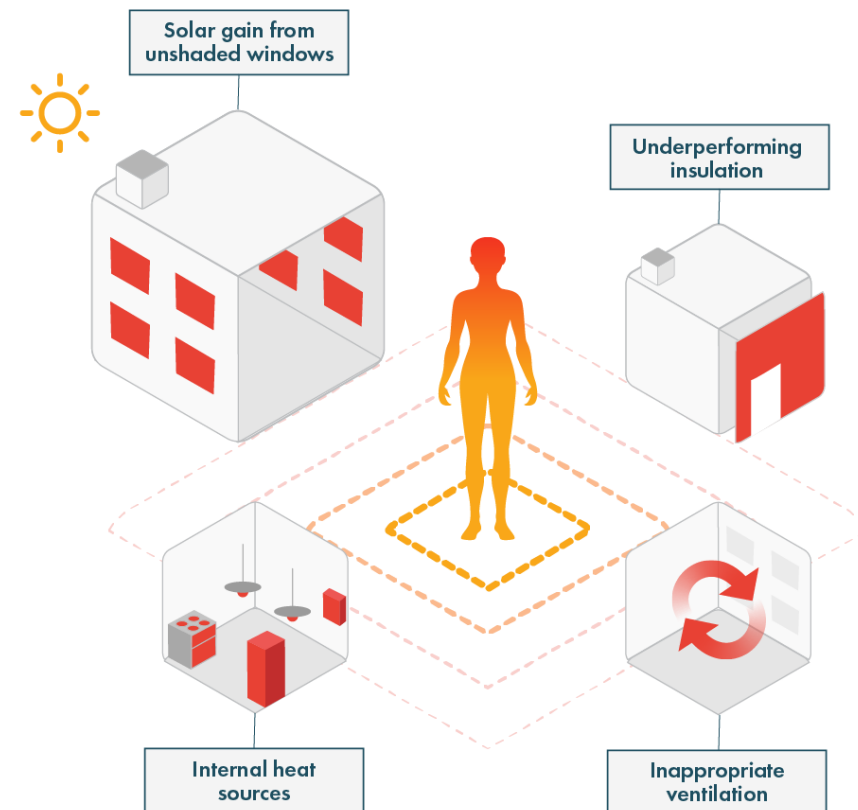 Solar gain from
unshaded windows
Underperforming
insulation
Internal heat
sources
Inappropriate
ventilation